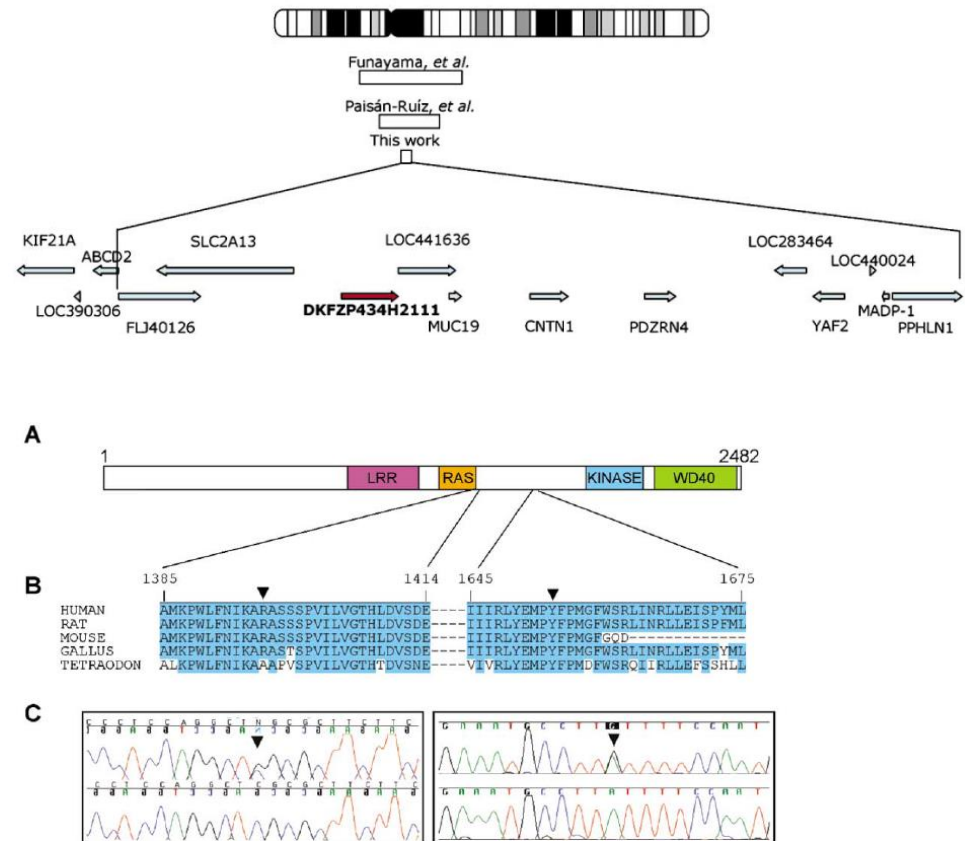 Funayama, et al.
Paisán-Ruíz, et al.
This work
KIF21A
ABCD2
SLC2A13
LOC441636
LOC283464
LOC440024
LOC390306
FLJ40126
DKFZP434H2111
MUC19
CNTN1
PDZRN4
YAF2
MADP-1
PPHLN1
A
1
2482
LRR
RAS
KINASE
WD40
B
1385
1414
1645
1675
HUMAN AMKPWLFNIKARASSSPVILVGTHLDVSDE----IIIRLYEMPYFPMGFWSRLINRLLEISPYML
RAT AMKPWLFNIKARASSSPVILVGTHLDVSDE----IIIRLYEMPYFPMGFWSRLINRLLEISPFML
MOUSE AMKPWLFNIKARASSSPVILVGTHLDVSDE----IIIRLYEMPYFPMGFGQD-------------
GALLUS AMKPWLFNIKARASTSPVILVGTHLDVSDE----IIIRLYEMPYFPMGFWSRLINRLLEISPYML
TETRAODON ALKPWLFNIKAAAPVSPVILVGTHTDVSNE----VIVRLYEMPYFPMDFWSRQIIRLLEFSSHLL
C
C C C T C C A G G C T N G C G C T T C T T C
G A A A T G C C T T G T T T T C C A A T
G A A A T G C C T T A T T T T C C A A T